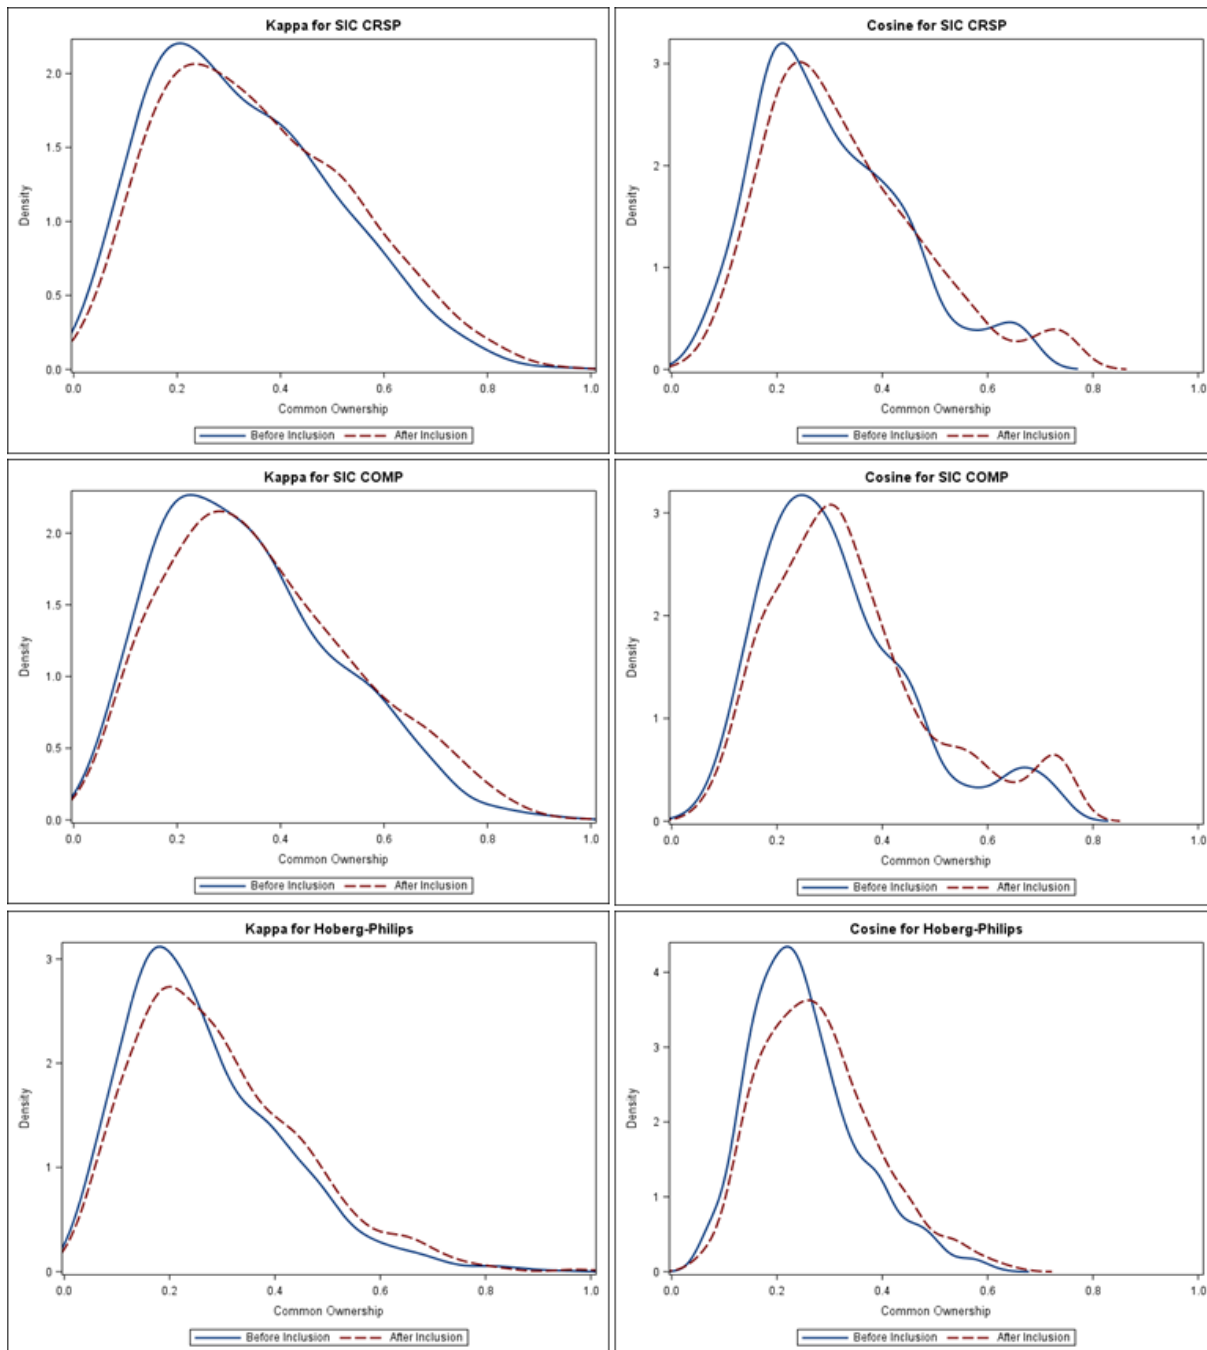 Kappa for SIC CRSP
Density
2.0
1.5
1.0
0.5
0.0
0.0 0.2 0.4 0.6 0.8 1.0
Common Ownership
Before Inclusion After Inclusion
Cosine for SIC CRSP
Density
3
2
1
0
0.0 0.2 0.4 0.6 0.8 1.0
Common Ownership
Before Inclusion After Inclusion
Kappa for SIC COMP
Density
2.0
1.5
1.0
0.5
0.0
0.0 0.2 0.4 0.6 0.8 1.0
Common Ownership
Before Inclusion After Inclusion
Cosine for SIC COMP
Density
3
2
1
0
0.0 0.2 0.4 0.6 0.8 1.0
Common Ownership
Before Inclusion After Inclusion
Kappa for Hoberg-Philips
Density
3
2
1
0
0.0 0.2 0.4 0.6 0.8 1.0
Common Ownership
Before Inclusion After Inclusion
Cosine for Hoberg-Philips
Density
4
3
2
1
0
0.0 0.2 0.4 0.6 0.8 1.0
Common Ownership
Before Inclusion After Inclusion